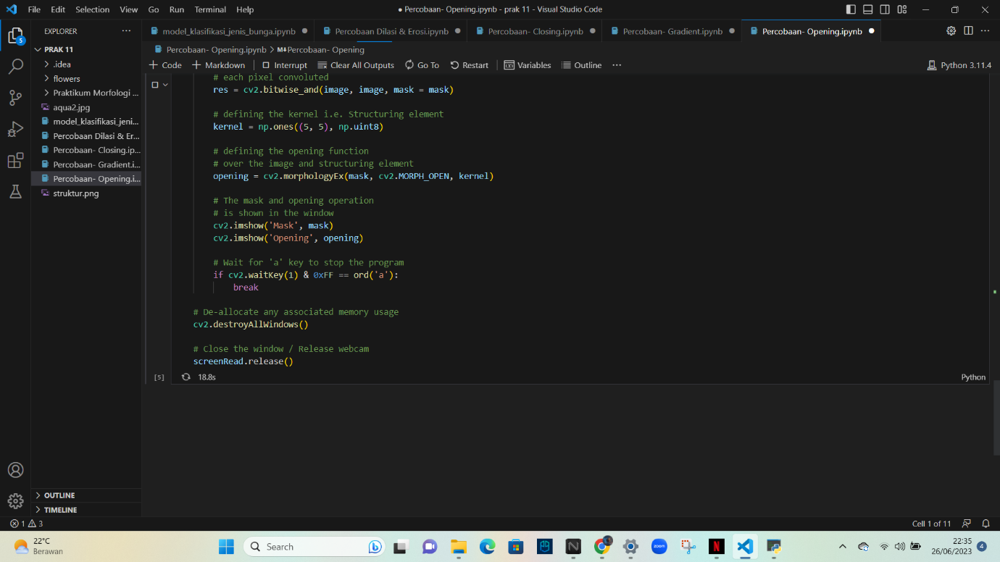 File Edit Selection View Go Run Terminal Help
● Percobaan- Opening.ipynb - prak 11 - Visual Studio Code
EXPLORER ...
model_klasifikasi_jenis_bunga.ipynb ●
Percobaan Dilasi & Erosi.ipynb ●
Percobaan- Closing.ipynb ●
Percobaan- Gradient.ipynb ●
Percobaan- Opening.ipynb ●
5
PRAK 11
.idea
flowers
Praktikum Morfologi ...
aqua2.jpg
model_klasifikasi_jeni...
Percobaan Dilasi & Er...
Percobaan- Closing.ip...
Percobaan- Gradient.i...
Percobaan- Opening.i...
struktur.png
Percobaan- Opening.ipynb > M↓Percobaan- Opening
+ Code + Markdown Interrupt Clear All Outputs Go To Restart Variables Outline ... Python 3.11.4
# each pixel convoluted
res = cv2.bitwise_and(image, image, mask = mask)
# defining the kernel i.e. Structuring element
kernel = np.ones((5, 5), np.uint8)
# defining the opening function
# over the image and structuring element
opening = cv2.morphologyEx(mask, cv2.MORPH_OPEN, kernel)
# The mask and opening operation
# is shown in the window
cv2.imshow('Mask', mask)
cv2.imshow('Opening', opening)
# Wait for 'a' key to stop the program
if cv2.waitKey(1) & 0xFF == ord('a'):
break
# De-allocate any associated memory usage
cv2.destroyAllWindows()
# Close the window / Release webcam
screenRead.release()
[5] 18.8s Python
OUTLINE
TIMELINE
1 3
Cell 1 of 11
22°C
Berawan
Search
zoom
22:35
26/06/2023
4